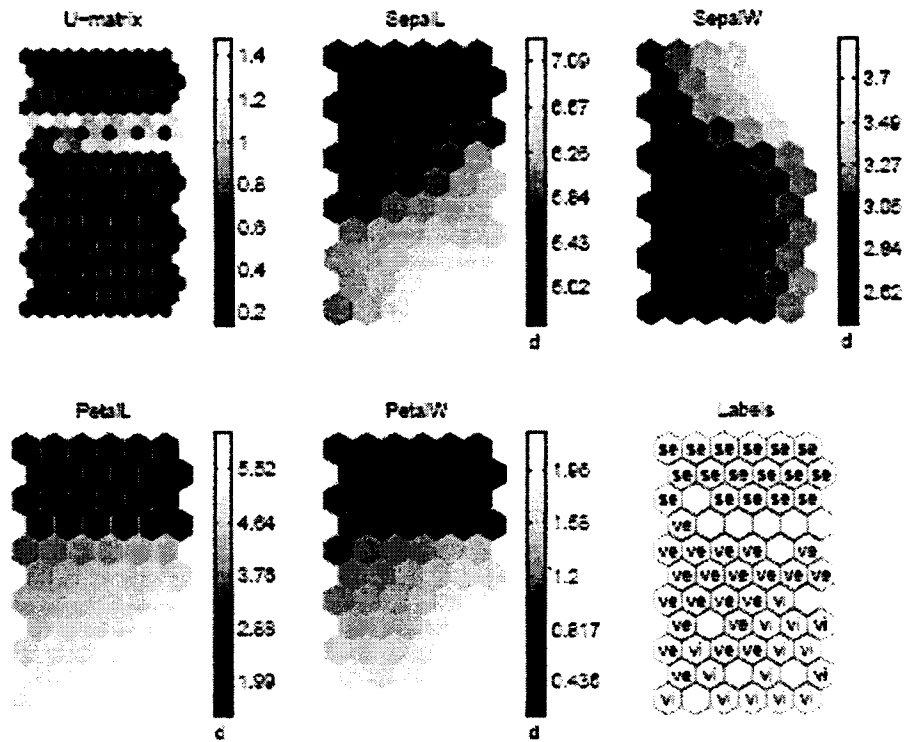 U-matrix
1.4
1.2
1
0.8
0.6
0.4
0.2
SepalL
7.09
6.67
6.26
5.84
5.43
5.02
d
SepalW
3.7
3.49
3.27
3.05
2.84
2.62
d
PetalL
5.52
4.64
3.76
2.88
1.99
d
PetalW
1.96
1.58
1.2
0.817
0.436
d
Labels
se se se se se se
se se se se se se
se se se se se
ve
ve ve ve ve ve
ve ve ve ve ve ve
ve ve ve ve vi
ve ve vi vi vi
ve vi ve ve vi vi
ve vi vi vi
vi vi vi vi vi